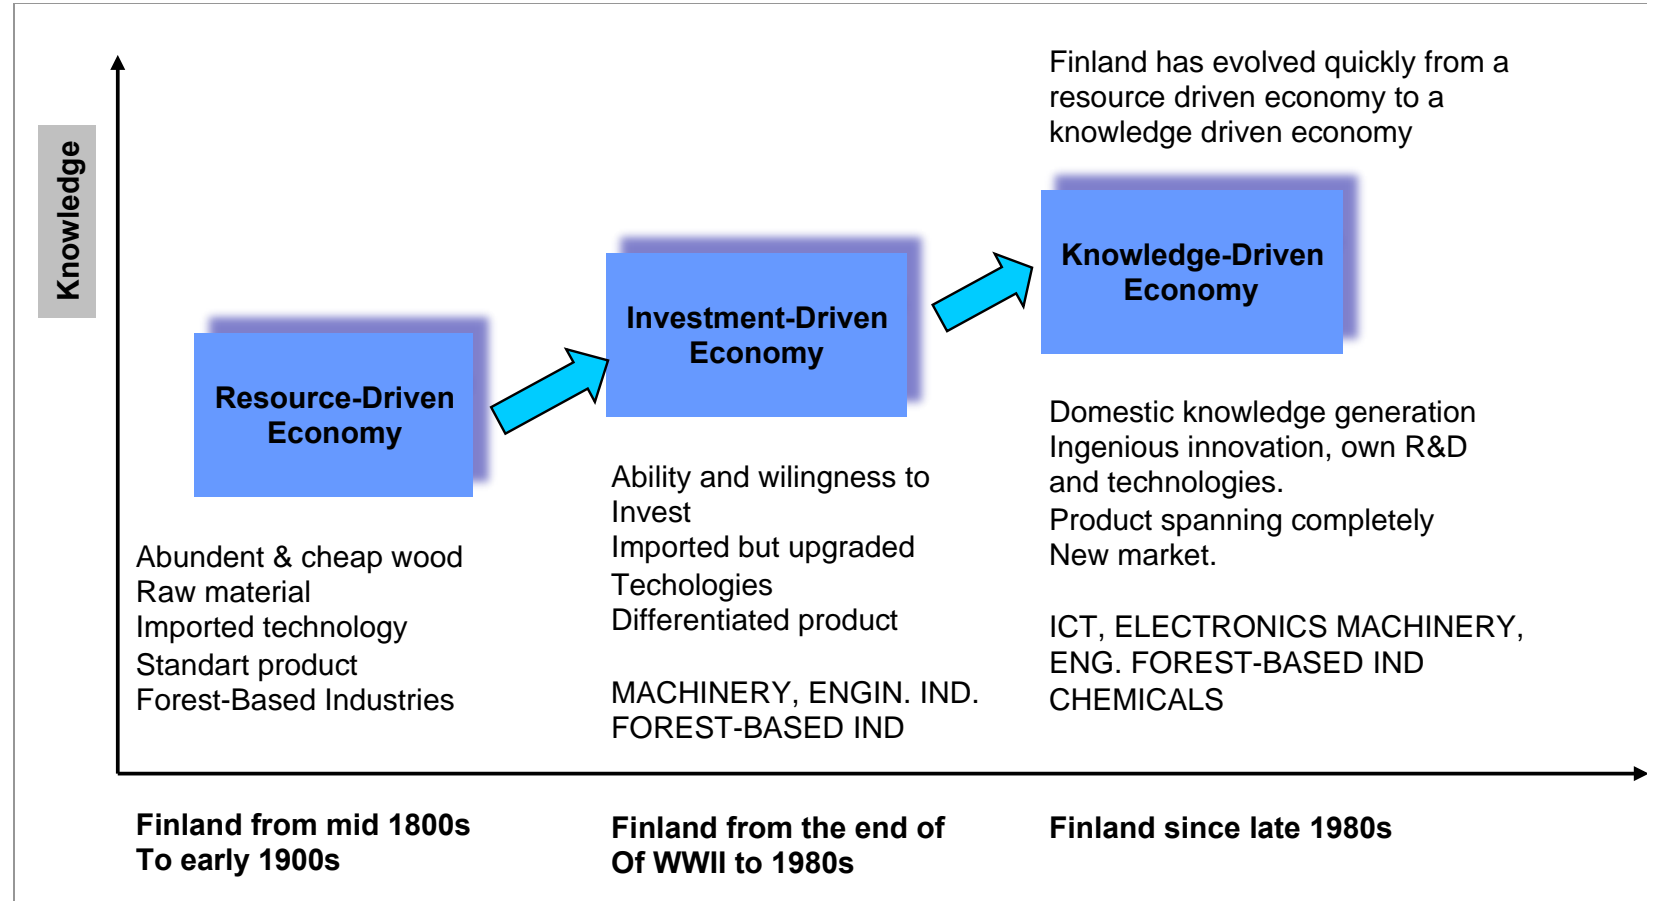 Finland has evolved quickly from a
resource driven economy to a
knowledge driven economy
Knowledge
Knowledge-Driven
Economy
Investment-Driven
Economy
Resource-Driven
Economy
Domestic knowledge generation
Ingenious innovation, own R&D
and technologies.
Product spanning completely
New market.
ICT, ELECTRONICS MACHINERY,
ENG. FOREST-BASED IND
CHEMICALS
Ability and wilingness to
Invest
Imported but upgraded
Techologies
Differentiated product
MACHINERY, ENGIN. IND.
FOREST-BASED IND
Abundent & cheap wood
Raw material
Imported technology
Standart product
Forest-Based Industries
Finland from mid 1800s
To early 1900s
Finland from the end of
Of WWII to 1980s
Finland since late 1980s